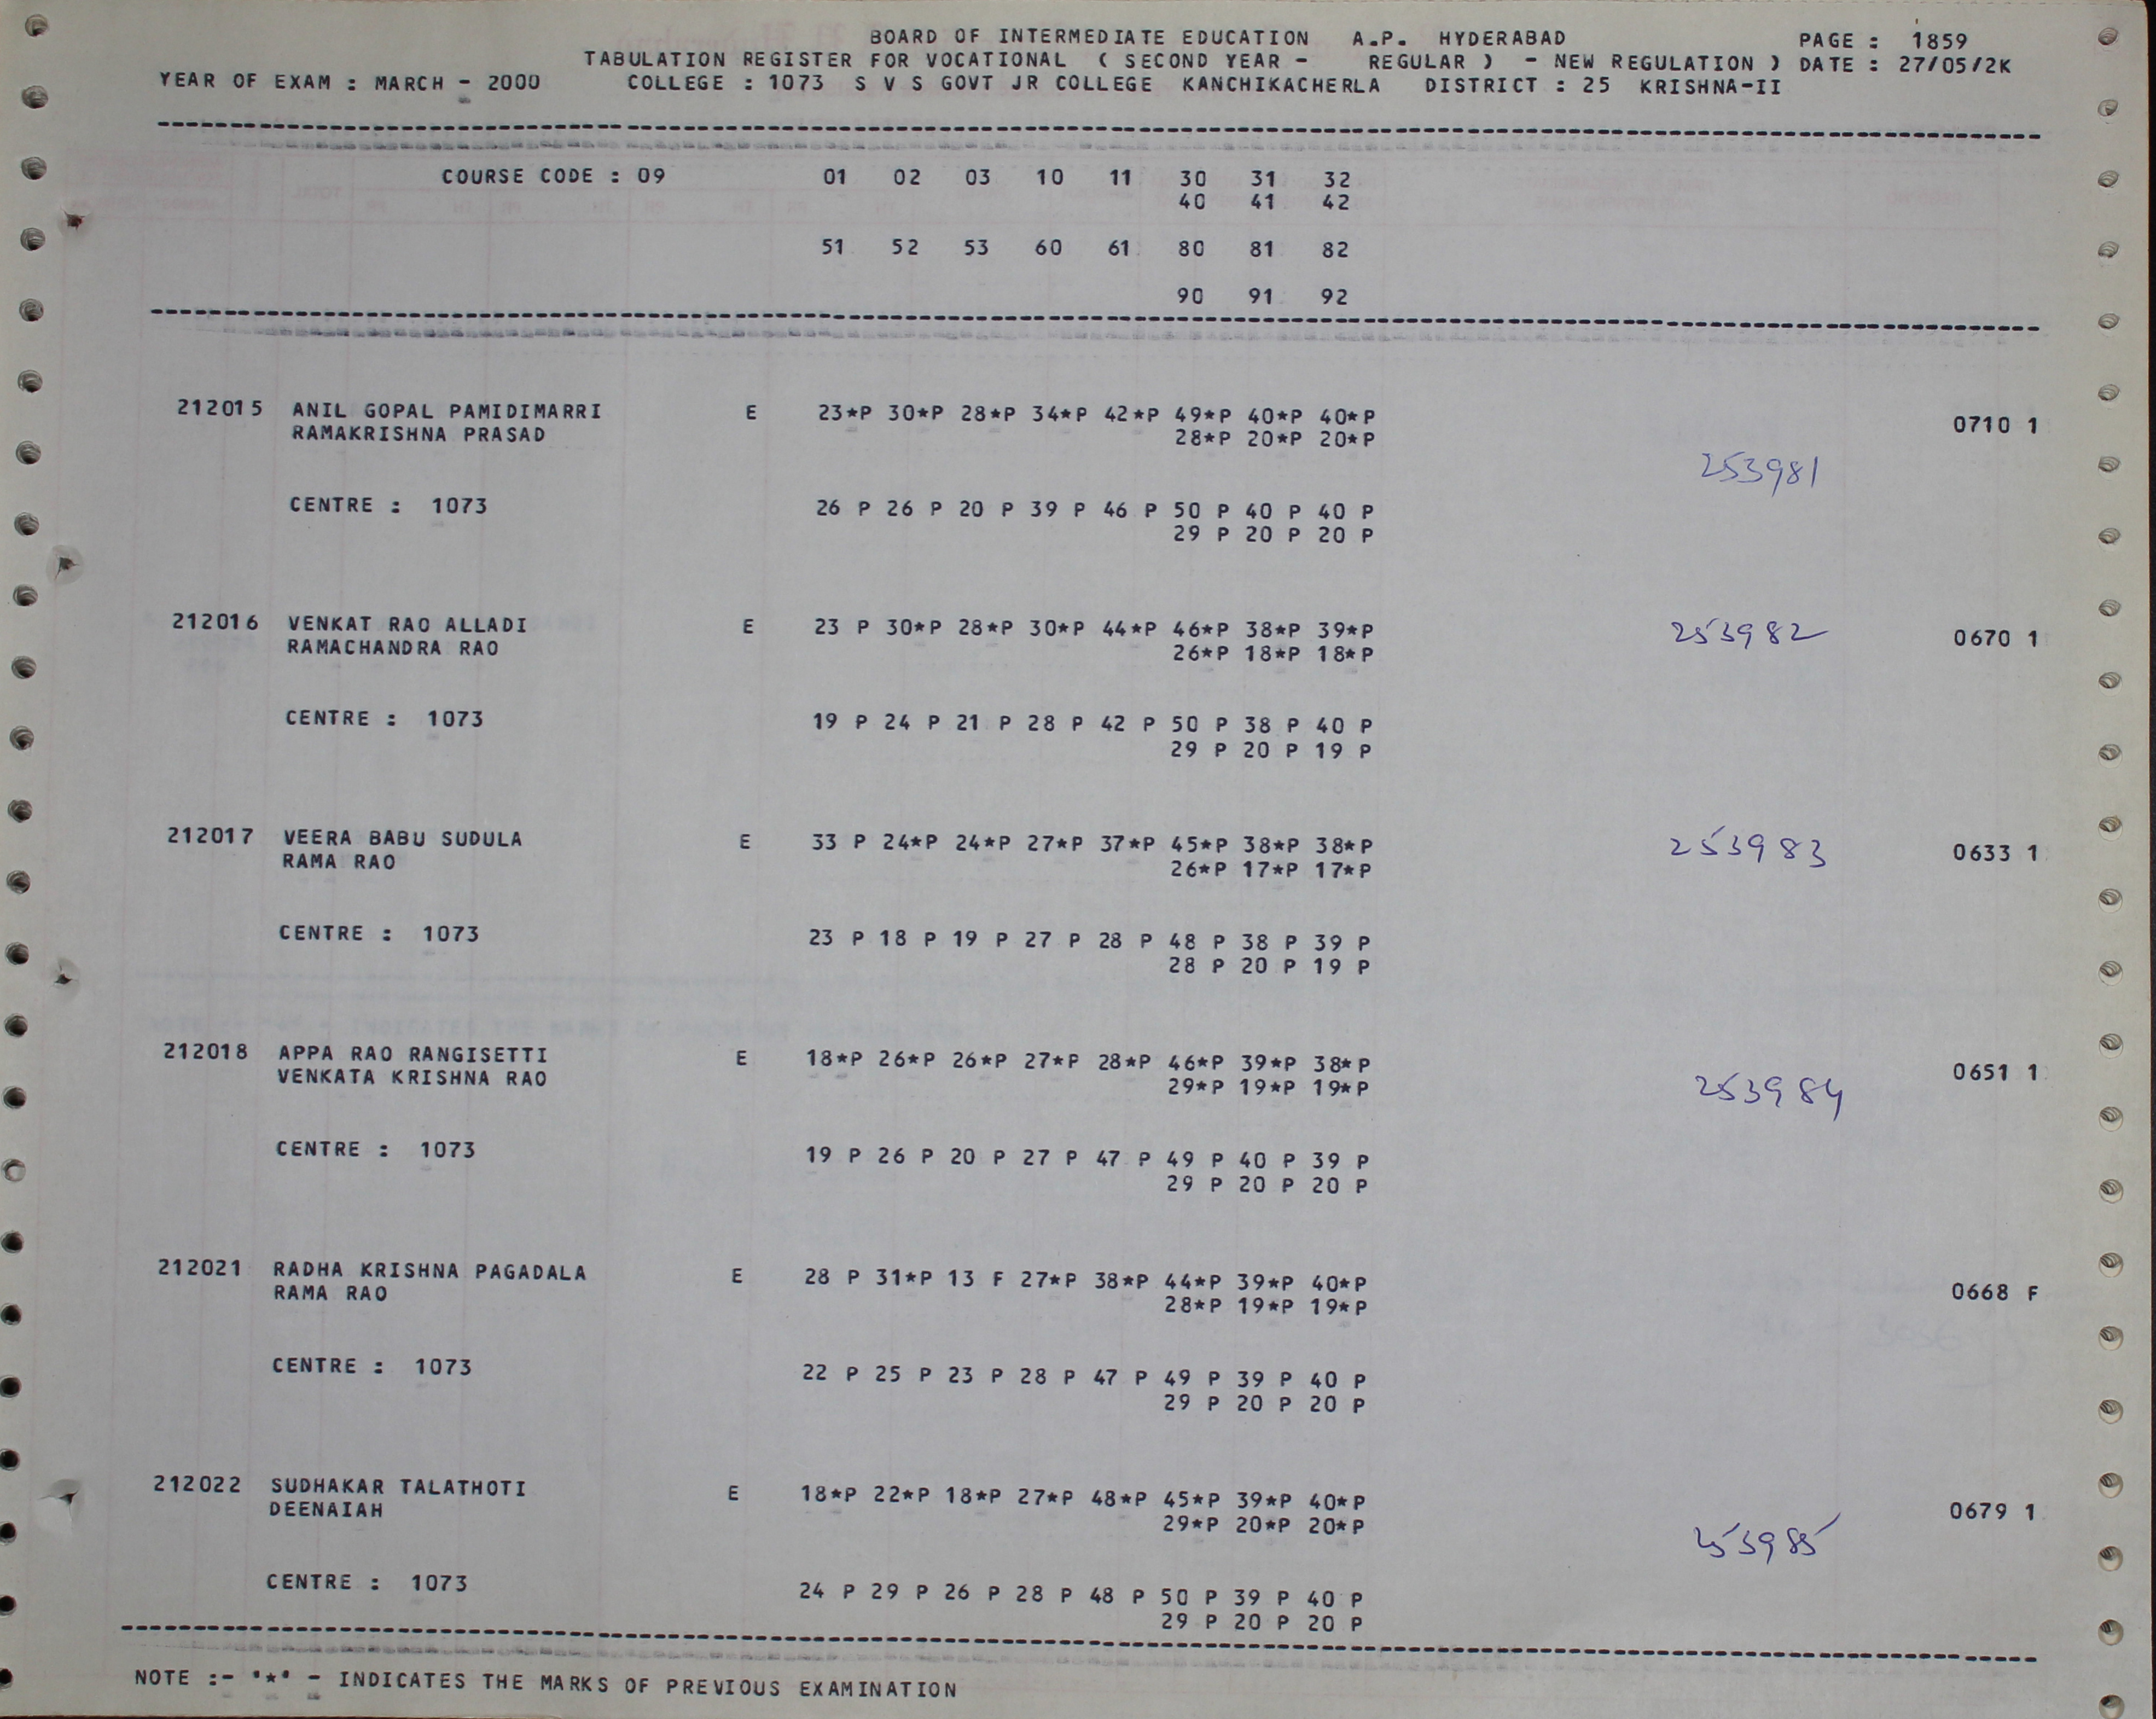 BOARD OF INTERMEDIATE EDUCATION A.P. HYDERABAD PAGE : 1859
TABULATION REGISTER FOR VOCATIONAL ( SECOND YEAR - REGULAR ) - NEW REGULATION ) DATE : 27/05/2K
YEAR OF EXAM : MARCH - 2000 COLLEGE : 1073 S V S GOVT JR COLLEGE KANCHIKACHERLA DISTRICT : 25 KRISHNA-II
COURSE CODE : 09 01 02 03 10 11 30 31 32
40 41 42
51 52 53 60 61 80 81 82
90 91 92
212015 ANIL GOPAL PAMIDIMARRI E 23*P 30*P 28*P 34*P 42*P 49*P 40*P 40*P 0710 1
RAMAKRISHNA PRASAD 28*P 20*P 20*P
253981
CENTRE : 1073 26 P 26 P 20 P 39 P 46 P 50 P 40 P 40 P
29 P 20 P 20 P
212016 VENKAT RAO ALLADI E 23 P 30*P 28*P 30*P 44*P 46*P 38*P 39*P 253982 0670 1
RAMACHANDRA RAO 26*P 18*P 18*P
CENTRE : 1073 19 P 24 P 21 P 28 P 42 P 50 P 38 P 40 P
29 P 20 P 19 P
212017 VEERA BABU SUDULA E 33 P 24*P 24*P 27*P 37*P 45*P 38*P 38*P 253983 0633 1
RAMA RAO 26*P 17*P 17*P
CENTRE : 1073 23 P 18 P 19 P 27 P 28 P 48 P 38 P 39 P
28 P 20 P 19 P
212018 APPA RAO RANGISETTI E 18*P 26*P 26*P 27*P 28*P 46*P 39*P 38*P 0651 1
VENKATA KRISHNA RAO 29*P 19*P 19*P 253984
CENTRE : 1073 19 P 26 P 20 P 27 P 47 P 49 P 40 P 39 P
29 P 20 P 20 P
212021 RADHA KRISHNA PAGADALA E 28 P 31*P 13 F 27*P 38*P 44*P 39*P 40*P 0668 F
RAMA RAO 28*P 19*P 19*P
CENTRE : 1073 22 P 25 P 23 P 28 P 47 P 49 P 39 P 40 P
29 P 20 P 20 P
212022 SUDHAKAR TALATHOTI E 18*P 22*P 18*P 27*P 48*P 45*P 39*P 40*P 0679 1
DEENAIAH 29*P 20*P 20*P
253985
CENTRE : 1073 24 P 29 P 26 P 28 P 48 P 50 P 39 P 40 P
29 P 20 P 20 P
NOTE :- '*' - INDICATES THE MARKS OF PREVIOUS EXAMINATION